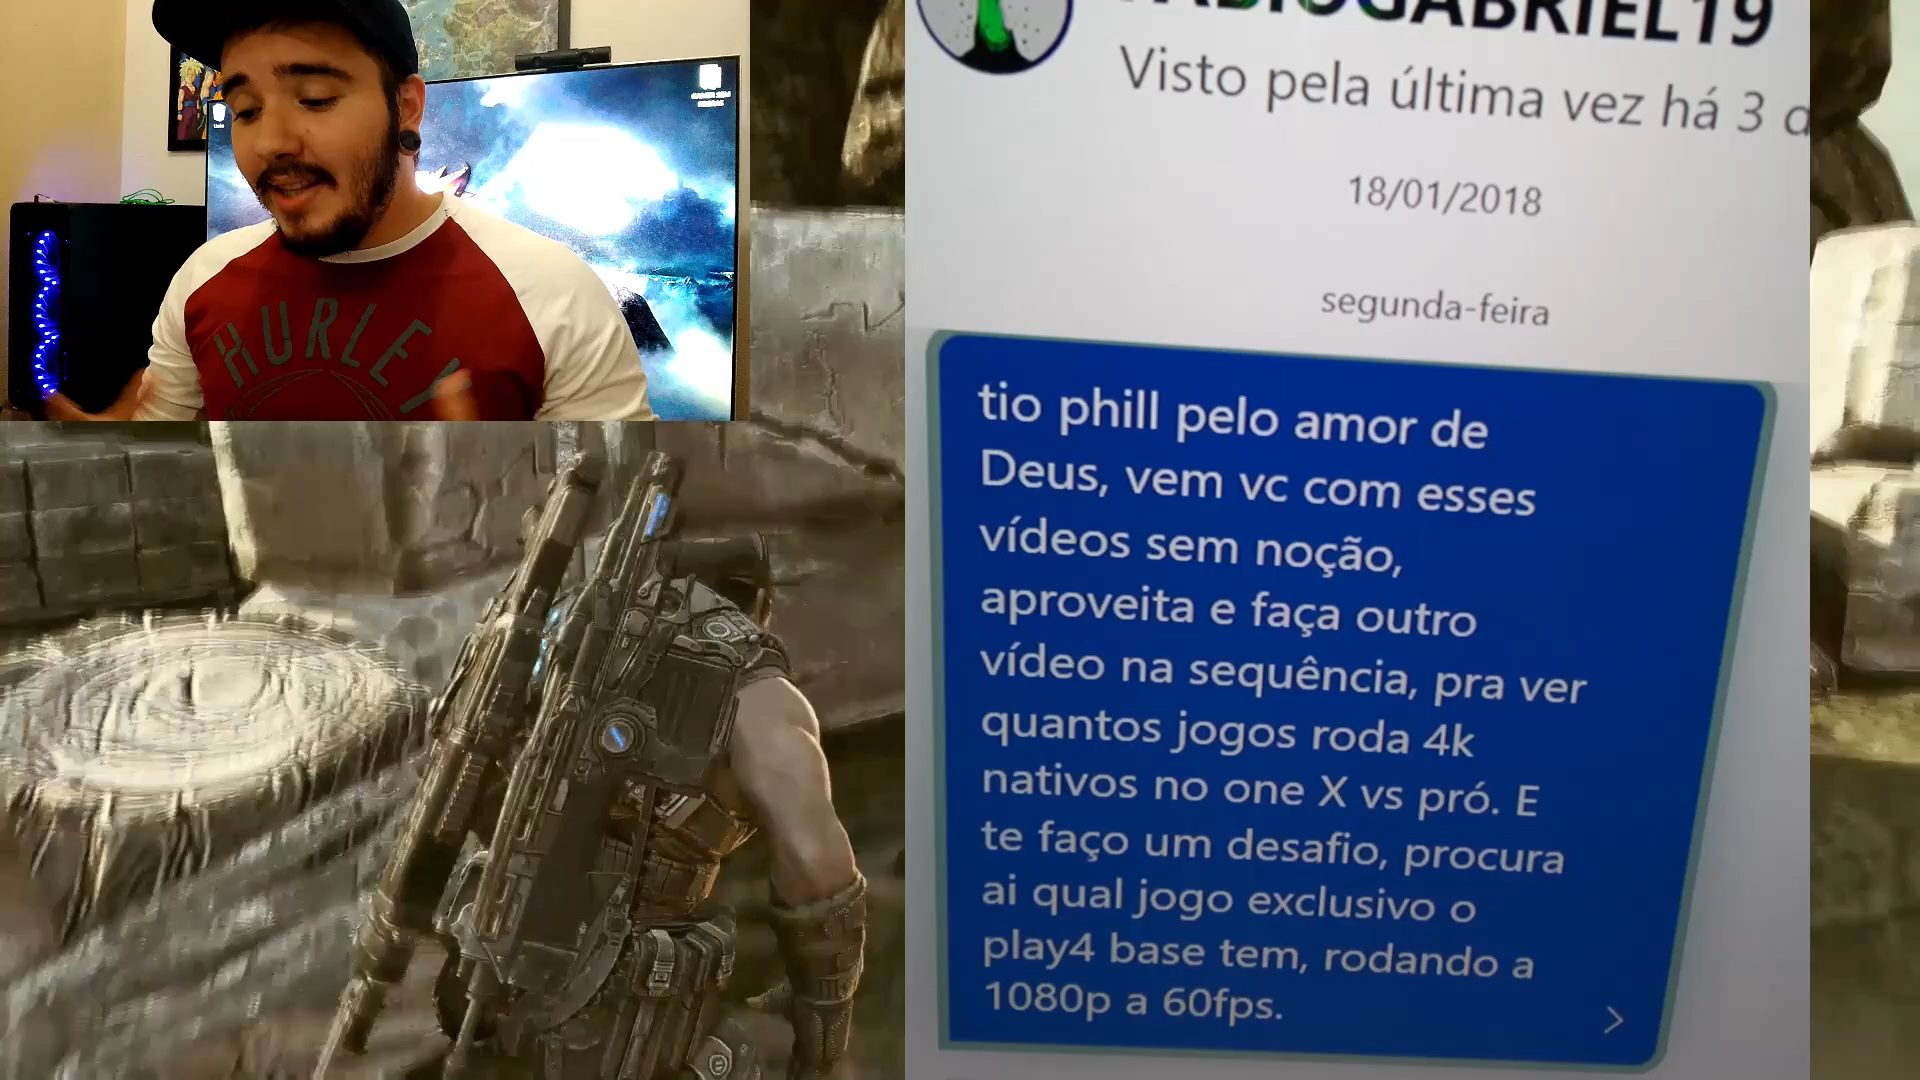 HURLEY
FABIOGABRIEL19
Visto pela última vez há 3 d
18/01/2018
segunda-feira
tio phill pelo amor de
Deus, vem vc com esses
vídeos sem noção,
aproveita e faça outro
vídeo na sequência, pra ver
quantos jogos roda 4k
nativos no one X vs pró. E
te faço um desafio, procura
ai qual jogo exclusivo o
play4 base tem, rodando a
1080p a 60fps.